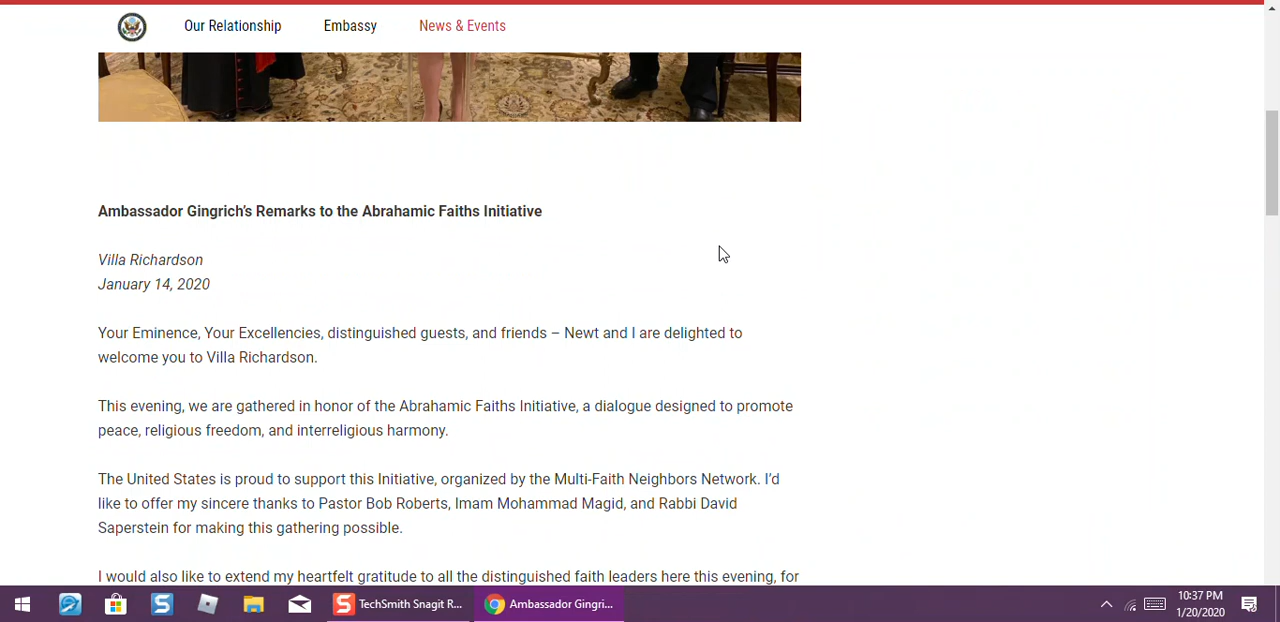 Our Relationship Embassy News & Events
Ambassador Gingrich's Remarks to the Abrahamic Faiths Initiative
Villa Richardson
January 14, 2020
Your Eminence, Your Excellencies, distinguished guests, and friends – Newt and I are delighted to
welcome you to Villa Richardson.
This evening, we are gathered in honor of the Abrahamic Faiths Initiative, a dialogue designed to promote
peace, religious freedom, and interreligious harmony.
The United States is proud to support this Initiative, organized by the Multi-Faith Neighbors Network. I'd
like to offer my sincere thanks to Pastor Bob Roberts, Imam Mohammad Magid, and Rabbi David
Saperstein for making this gathering possible.
I would also like to extend my heartfelt gratitude to all the distinguished faith leaders here this evening, for
S S TechSmith Snagit R... Ambassador Gingri... 10:37 PM
1/20/2020